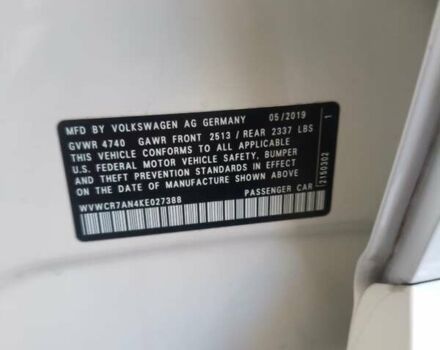 MFD BY VOLKSWAGEN AG GERMANY 05/2019
GVWR 4740 GAWR FRONT 2513 / REAR 2337 LBS
THIS VEHICLE CONFORMS TO ALL APPLICABLE
U.S. FEDERAL MOTOR VEHICLE SAFETY, BUMPER
AND THEFT PREVENTION STANDARDS IN EFFECT
ON THE DATE OF MANUFACTURE SHOWN ABOVE
WVWCR7AN4KE027388 PASSENGER CAR
2150302 1